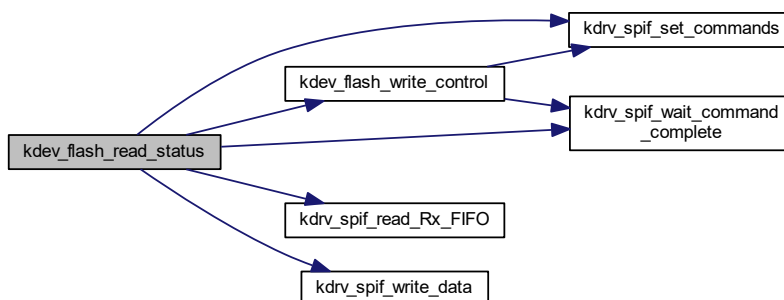 kdrv_spif_set_commands
kdev_flash_write_control
kdrv_spif_wait_command
_complete
kdev_flash_read_status
kdrv_spif_read_Rx_FIFO
kdrv_spif_write_data